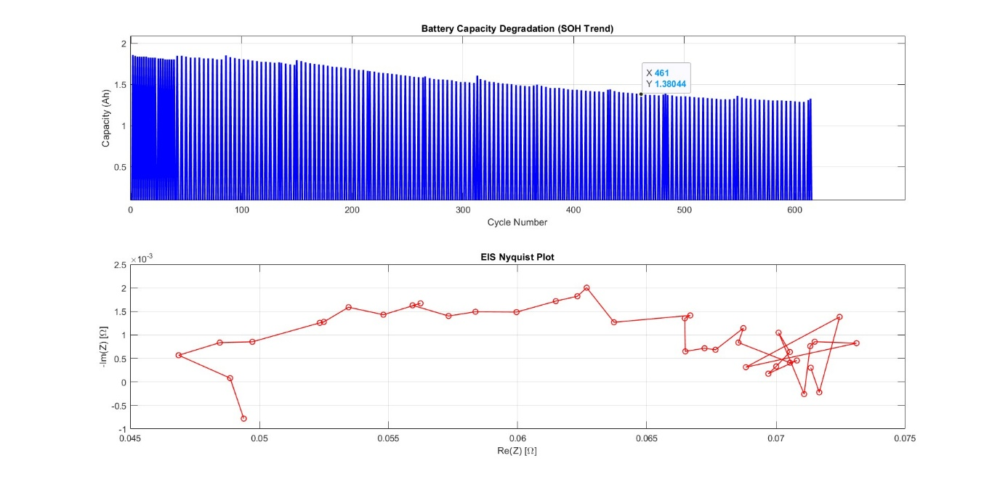 Battery Capacity Degradation (SOH Trend)
2
1.5
1
0.5
Capacity (Ah)
X 461
Y 1.38044
0 100 200 300 400 500 600
Cycle Number
EIS Nyquist Plot
×10⁻³
2.5
2
1.5
1
0.5
0
-0.5
-1
-Im(Z) [Ω]
0.045 0.05 0.055 0.06 0.065 0.07 0.075
Re(Z) [Ω]